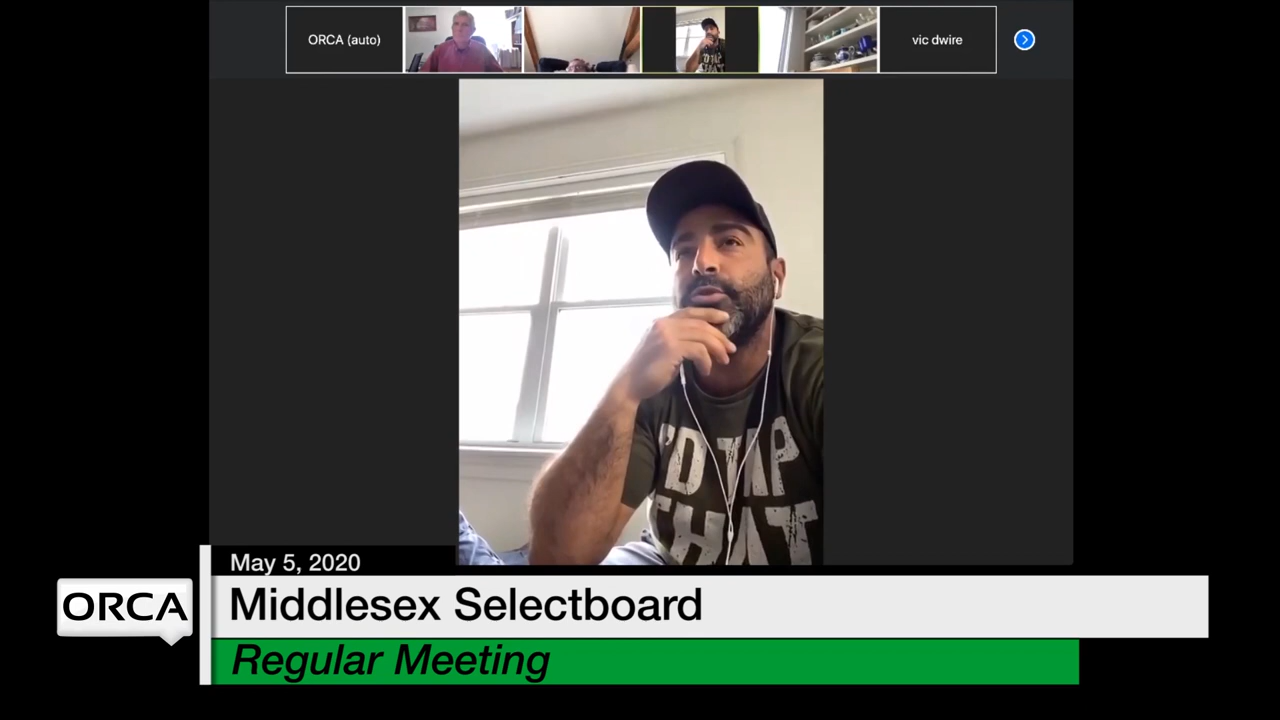 ORCA (auto)
vic dwire
I'D TAP
THAT
May 5, 2020
ORCA
Middlesex Selectboard
Regular Meeting